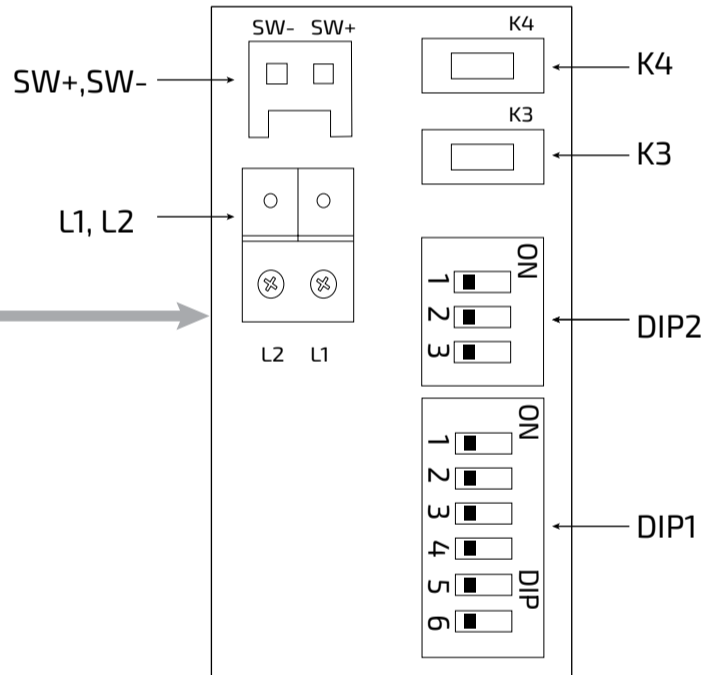 SW- SW+
K4
SW+,SW-
K4
K3
K3
L1, L2
ON
1
2
3
DIP2
L2 L1
ON
1
2
3
4
5
6
DIP
DIP1